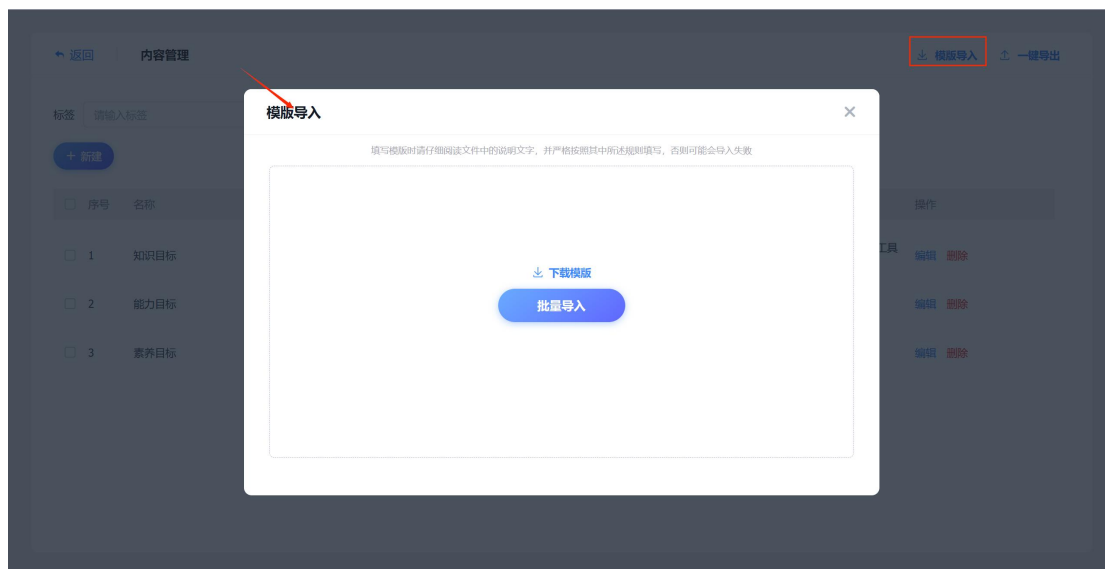 返回 内容管理 模版导入 一键导出
标签 请输入标签
模版导入
+ 新建
填写模版时请仔细阅读文件中的说明文字，并严格按照其中所述规则填写，否则可能会导入失败
序号 名称 操作
工具
1 知识目标 编辑 删除
下载模版
2 能力目标 批量导入 编辑 删除
3 素养目标 编辑 删除